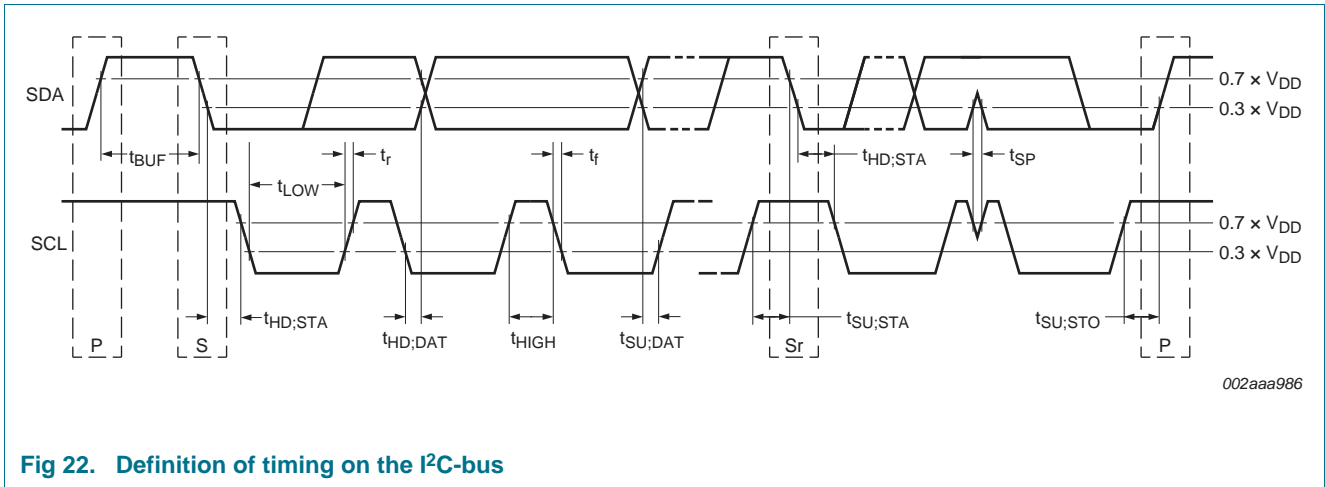 SDA
0.7 × VDD
0.3 × VDD
tBUF
tr
tf
tHD;STA
tSP
tLOW
SCL
0.7 × VDD
0.3 × VDD
tHD;STA
tHD;DAT
tHIGH
tSU;DAT
tSU;STA
tSU;STO
P
S
Sr
P
002aaa986
Fig 22. Definition of timing on the I²C-bus